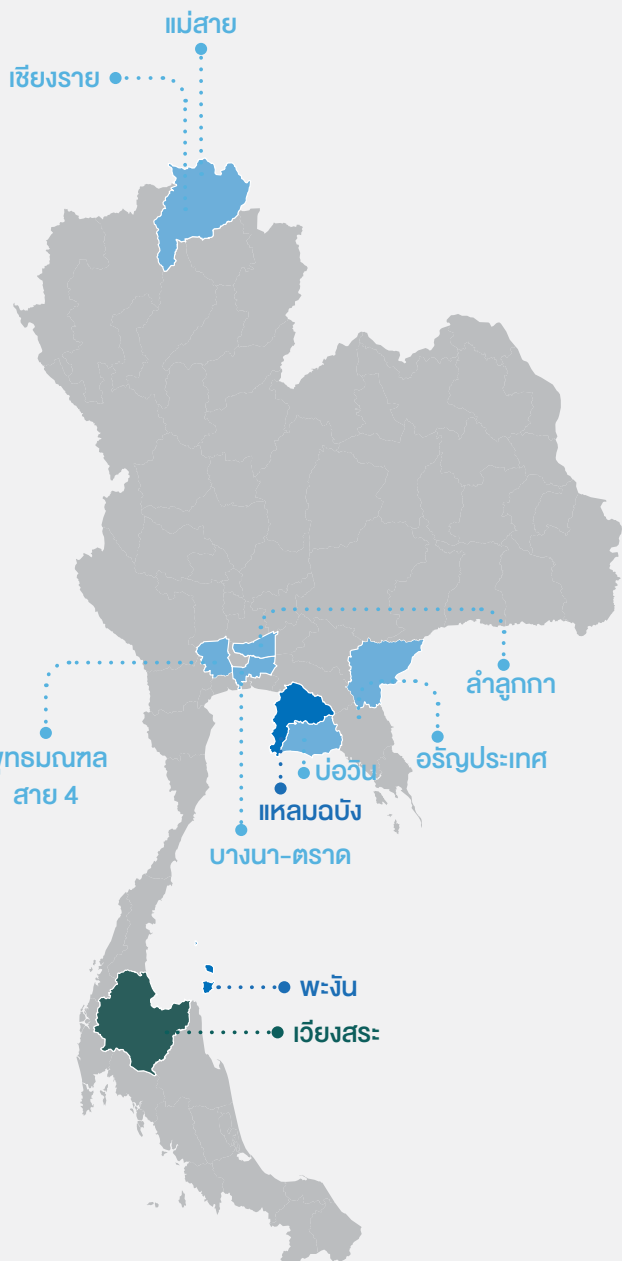 แม่สาย
เชียงราย
ลำลูกกา
อรัญประเทศ
ุทธมณฑล
สาย 4
บ่อวิน
แหลมฉบัง
บางนา-ตราด
พะงัน
เวียงสระ